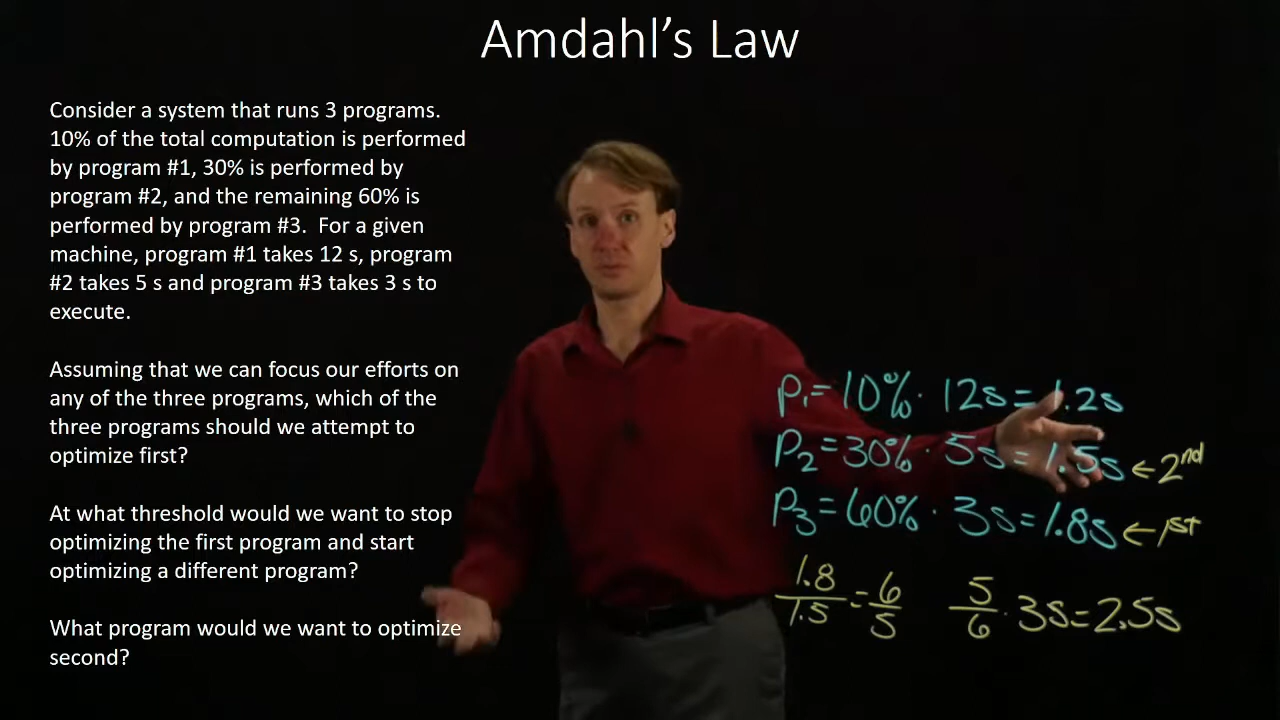 Amdahl's Law
Consider a system that runs 3 programs.
10% of the total computation is performed
by program #1, 30% is performed by
program #2, and the remaining 60% is
performed by program #3.  For a given
machine, program #1 takes 12 s, program
#2 takes 5 s and program #3 takes 3 s to
execute.
Assuming that we can focus our efforts on
any of the three programs, which of the
three programs should we attempt to
optimize first?
At what threshold would we want to stop
optimizing the first program and start
optimizing a different program?
What program would we want to optimize
second?
P₁=10% · 12s=1.2s
P₂=30% · 5s=1.5s ← 2nd
P₃=60% · 3s=1.8s ← 1st
1.8/1.5=6/5    5/6 · 3s=2.5s